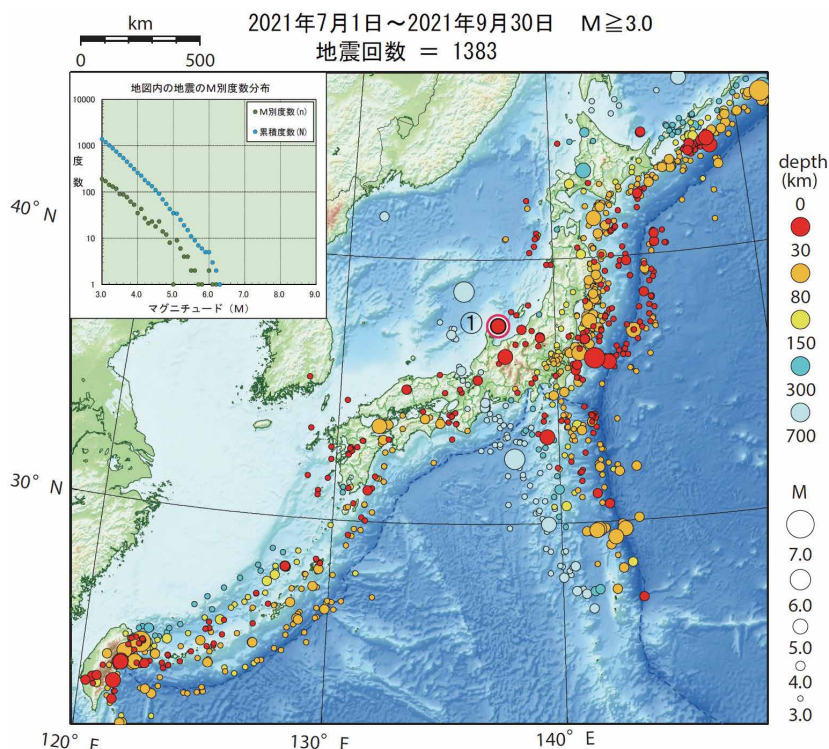 2021年7月1日～2021年9月30日 M≧3.0
地震回数 = 1383
km
0 500
地図内の地震のM別度数分布
10000
1000
100
10
1
度数
M別度数(n)
累積度数(N)
3.0 4.0 5.0 6.0 7.0 8.0 9.0
マグニチュード（M）
40° N
30° N
120° E
130° E
140° E
①
depth
(km)
0
30
80
150
300
700
M
7.0
6.0
5.0
4.0
3.0